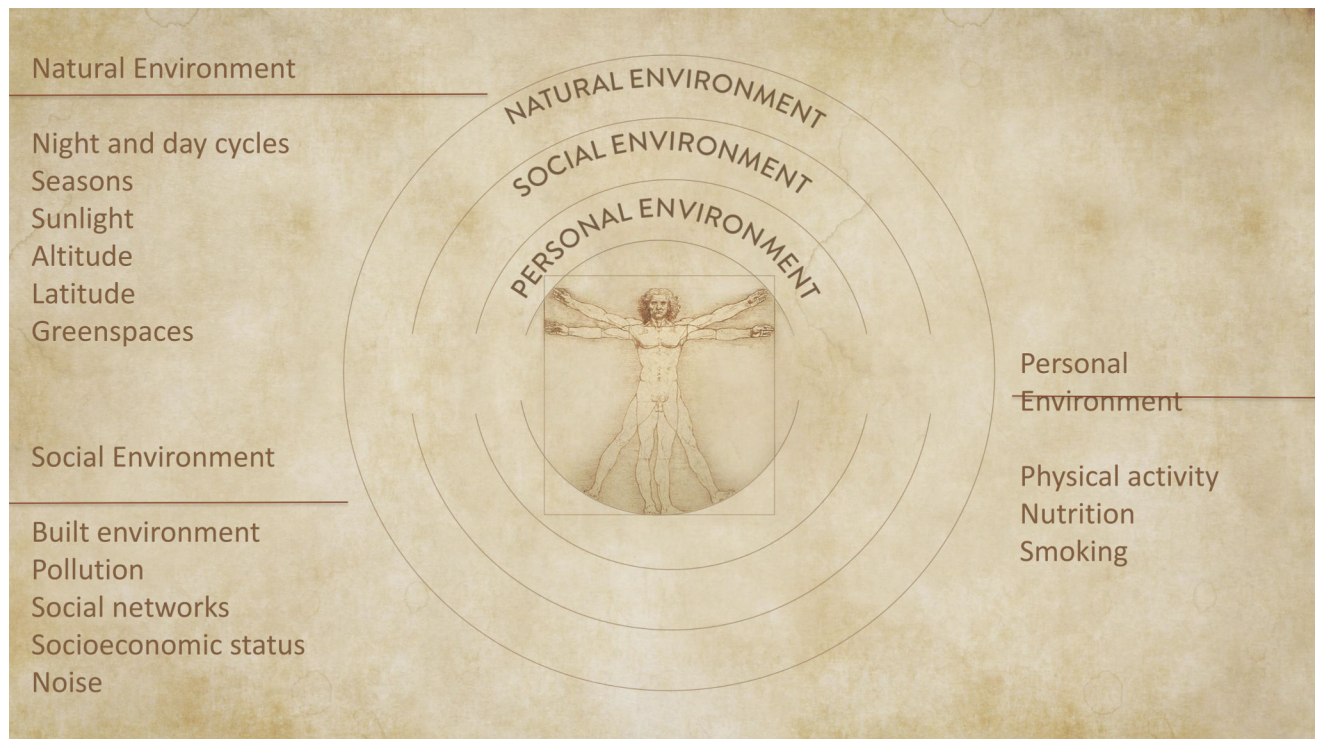 Natural Environment
Night and day cycles
Seasons
Sunlight
Altitude
Latitude
Greenspaces
Social Environment
Built environment
Pollution
Social networks
Socioeconomic status
Noise
NATURAL ENVIRONMENT
SOCIAL ENVIRONMENT
PERSONAL ENVIRONMENT
Personal
Environment
Physical activity
Nutrition
Smoking